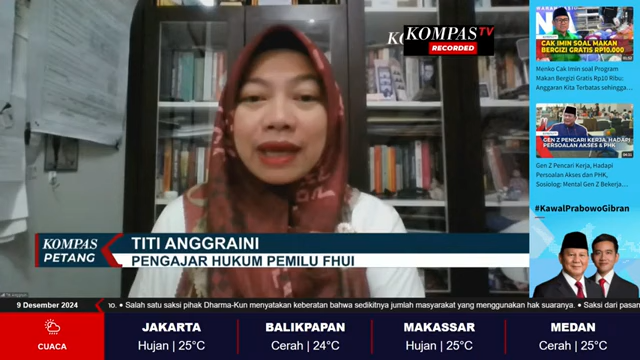 KOMPAS TV
RECORDED
CAK IMIN SOAL MAKAN
BERGIZI GRATIS RP10.000
Menko Cak Imin soal Program
Makan Bergizi Gratis Rp10 Ribu:
Anggaran Kita Terbatas sehingga...
GEN Z PENCARI KERJA, HADAPI
PERSOALAN AKSES & PHK
Gen Z Pencari Kerja, Hadapi
Persoalan Akses dan PHK,
Sosiolog: Mental Gen Z Bekerja...
#KawalPrabowoGibran
KOMPAS
PETANG
TITI ANGGRAINI
PENGAJAR HUKUM PEMILU FHUI
9 Desember 2024
no. • Salah satu saksi pihak Dharma-Kun menyatakan keberatan bahwa sedikitnya jumlah masyarakat yang menggunakan hak suaranya. • Saksi dari pasan
CUACA
JAKARTA
Hujan | 25°C
BALIKPAPAN
Cerah | 24°C
MAKASSAR
Hujan | 25°C
MEDAN
Cerah | 25°C